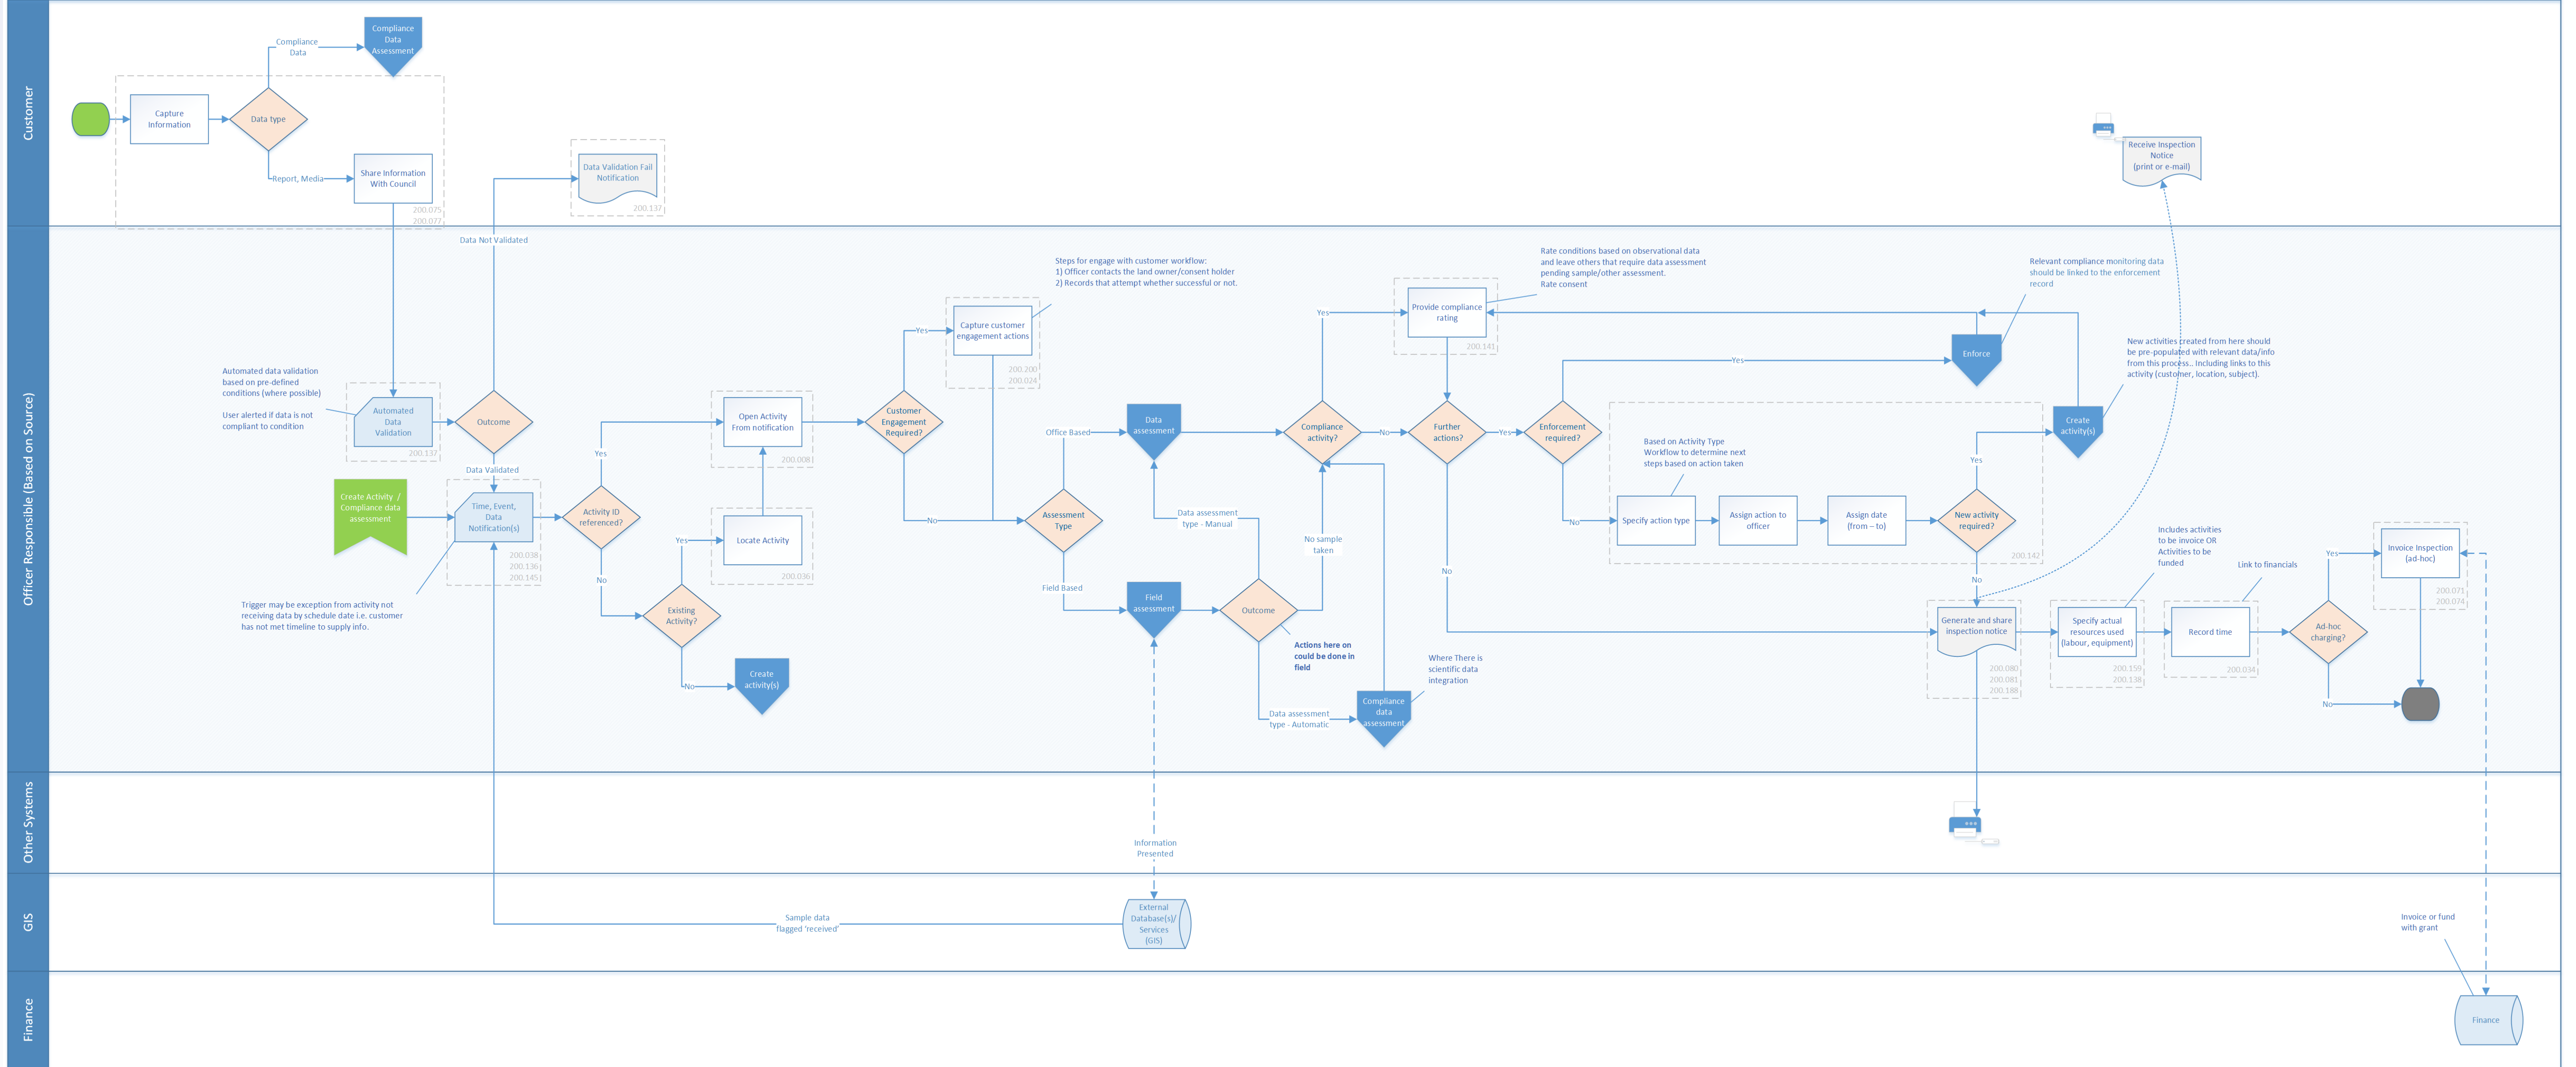 Customer
Compliance
Data
Compliance
Data
Assessment
Capture
Information
Data type
Report, Media
Share Information
With Council
200.075
200.077
Data Validation Fail
Notification
200.137
Receive Inspection
Notice
(print or e-mail)
Officer Responsible (Based on Source)
Data Not Validated
Automated data validation
based on pre-defined
conditions (where possible)
User alerted if data is not
compliant to condition
Automated
Data
Validation
200.137
Outcome
Data Validated
Create Activity /
Compliance data
assessment
Time, Event,
Data
Notification(s)
200.038
200.136
200.145
Trigger may be exception from activity not
receiving data by schedule date i.e. customer
has not met timeline to supply info.
Activity ID
referenced?
Yes
No
Open Activity
From notification
200.008
Locate Activity
200.036
Yes
Existing
Activity?
No
Create
activity(s)
Customer
Engagement
Required?
Yes
No
Steps for engage with customer workflow:
1) Officer contacts the land owner/consent holder
2) Records that attempt whether successful or not.
Capture customer
engagement actions
200.200
200.024
Assessment
Type
Office Based
Field Based
Data
assessment
Data assessment
type - Manual
Field
assessment
Outcome
Actions here on
could be done in
field
No sample
taken
Data assessment
type - Automatic
Compliance
data
assessment
Where There is
scientific data
integration
Compliance
activity?
Yes
No
Provide compliance
rating
200.141
Rate conditions based on observational data
and leave others that require data assessment
pending sample/other assessment.
Rate consent
Further
actions?
Yes
No
Enforcement
required?
Yes
No
Enforce
Relevant compliance monitoring data
should be linked to the enforcement
record
New activities created from here should
be pre-populated with relevant data/info
from this process.. Including links to this
activity (customer, location, subject).
Create
activity(s)
Based on Activity Type
Workflow to determine next
steps based on action taken
Specify action type
Assign action to
officer
Assign date
(from – to)
New activity
required?
Yes
No
200.142
Generate and share
inspection notice
200.080
200.081
200.188
Includes activities
to be invoice OR
Activities to be
funded
Specify actual
resources used
(labour, equipment)
200.159
200.138
Link to financials
Record time
200.034
Ad-hoc
charging?
Yes
No
Invoice Inspection
(ad-hoc)
200.071
200.074
Other Systems
Information
Presented
GIS
Sample data
flagged 'received'
External
Database(s)/
Services
(GIS)
Invoice or fund
with grant
Finance
Finance